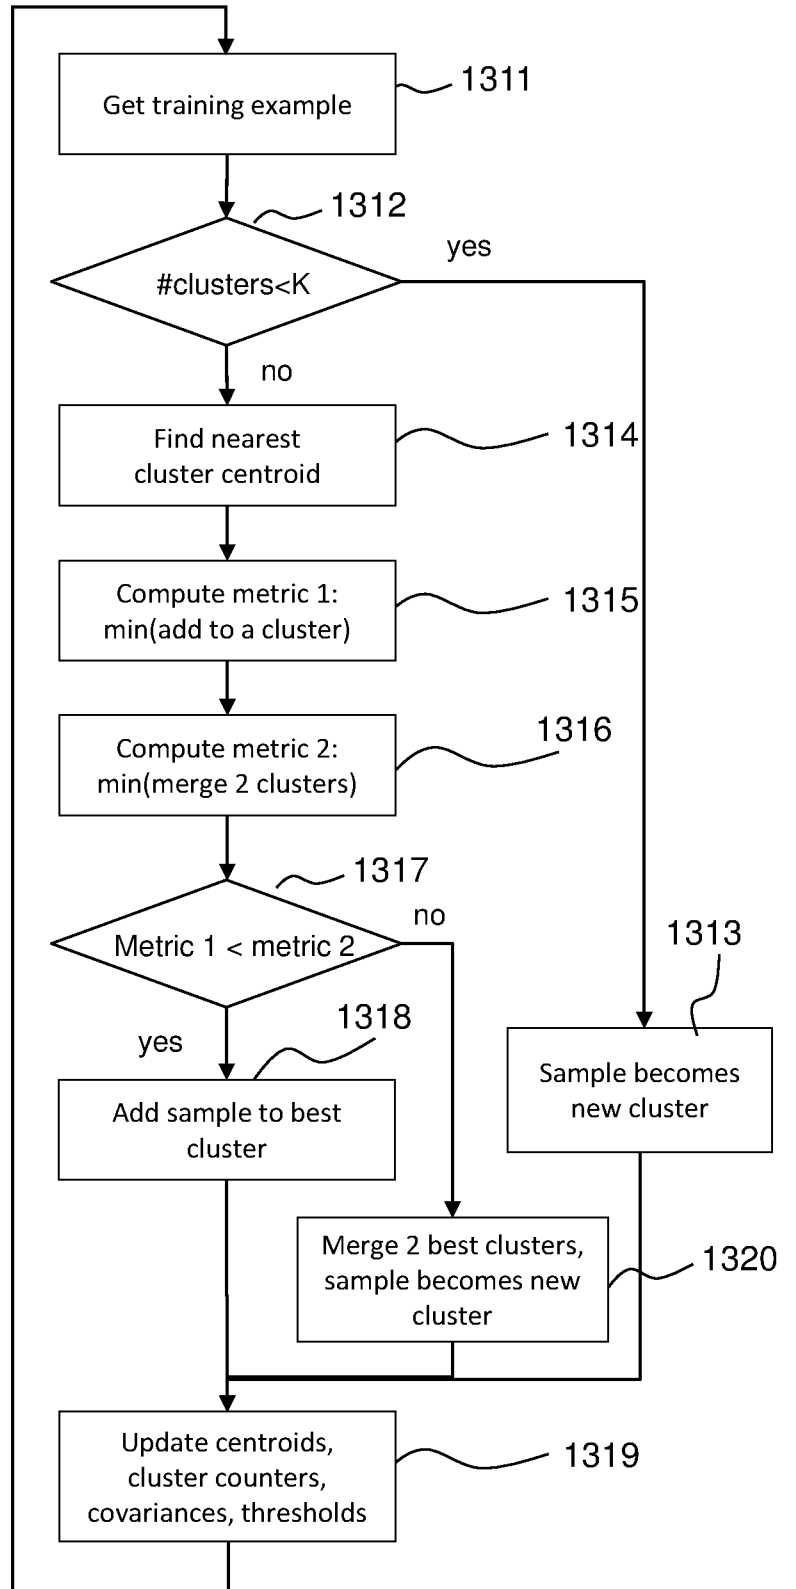 Get training example
1311
1312
#clusters<K
yes
no
Find nearest
cluster centroid
1314
Compute metric 1:
min(add to a cluster)
1315
Compute metric 2:
min(merge 2 clusters)
1316
1317
Metric 1 < metric 2
no
1313
yes
1318
Sample becomes
new cluster
Add sample to best
cluster
Merge 2 best clusters,
sample becomes new
cluster
1320
Update centroids,
cluster counters,
covariances, thresholds
1319